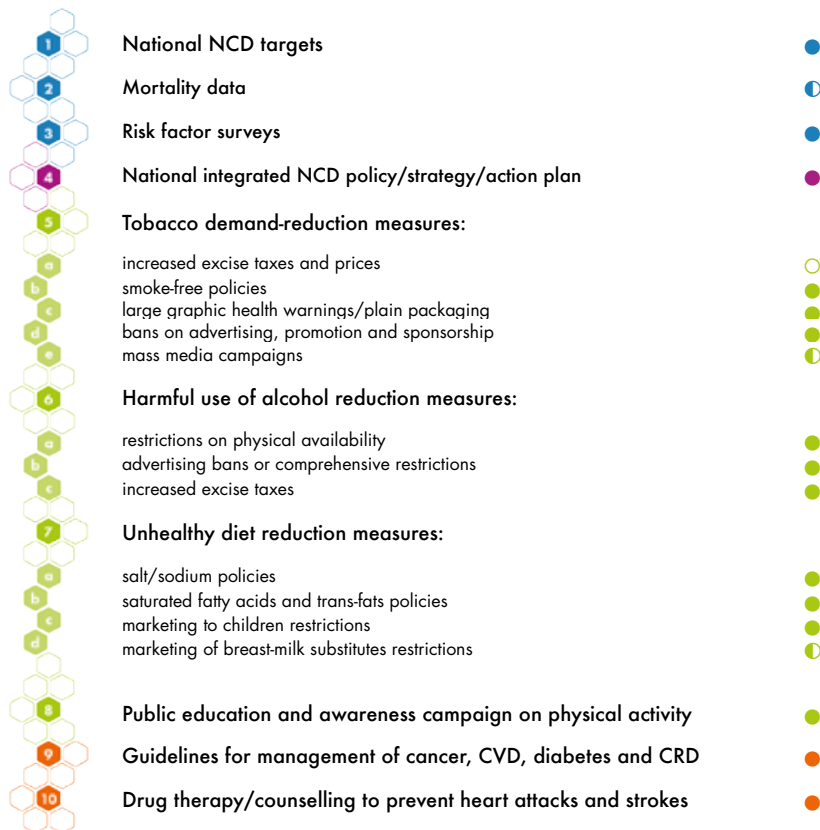 1 National NCD targets
2 Mortality data
3 Risk factor surveys
4 National integrated NCD policy/strategy/action plan
5 Tobacco demand-reduction measures:
a increased excise taxes and prices
b smoke-free policies
c large graphic health warnings/plain packaging
d bans on advertising, promotion and sponsorship
e mass media campaigns
6 Harmful use of alcohol reduction measures:
a restrictions on physical availability
b advertising bans or comprehensive restrictions
c increased excise taxes
7 Unhealthy diet reduction measures:
a salt/sodium policies
b saturated fatty acids and trans-fats policies
c marketing to children restrictions
d marketing of breast-milk substitutes restrictions
8 Public education and awareness campaign on physical activity
9 Guidelines for management of cancer, CVD, diabetes and CRD
10 Drug therapy/counselling to prevent heart attacks and strokes